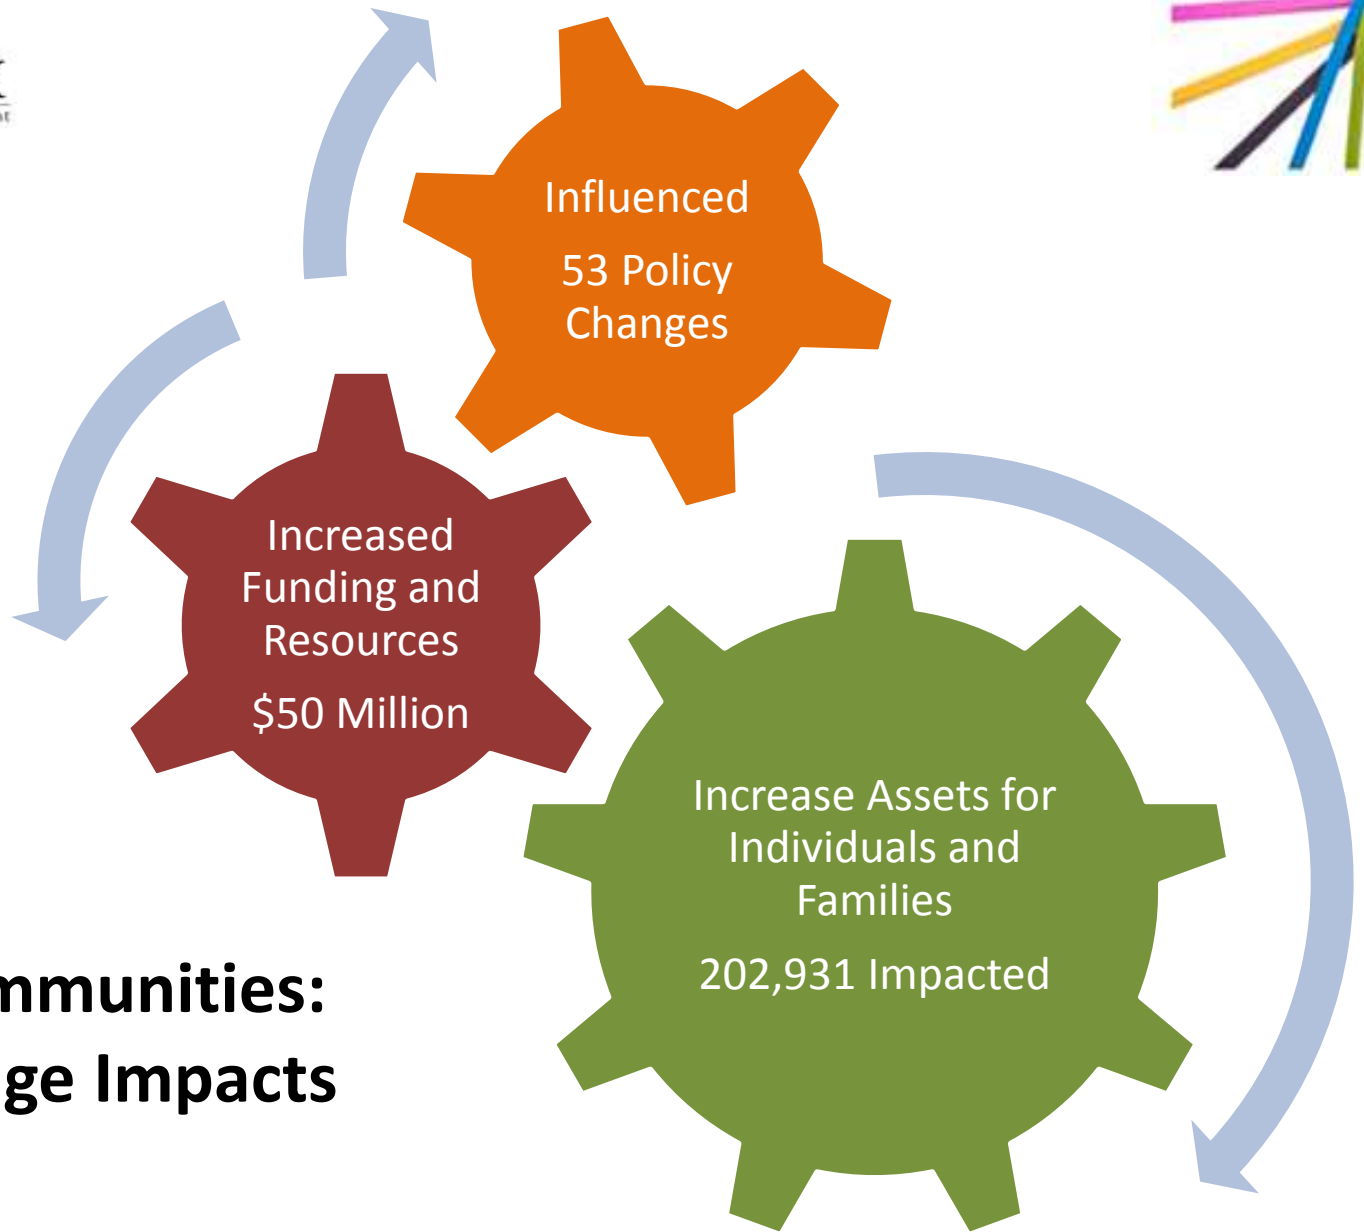 Influenced
53 Policy
Changes
Increased
Funding and
Resources
$50 Million
Increase Assets for
Individuals and
Families
202,931 Impacted
mmunities:
ge Impacts